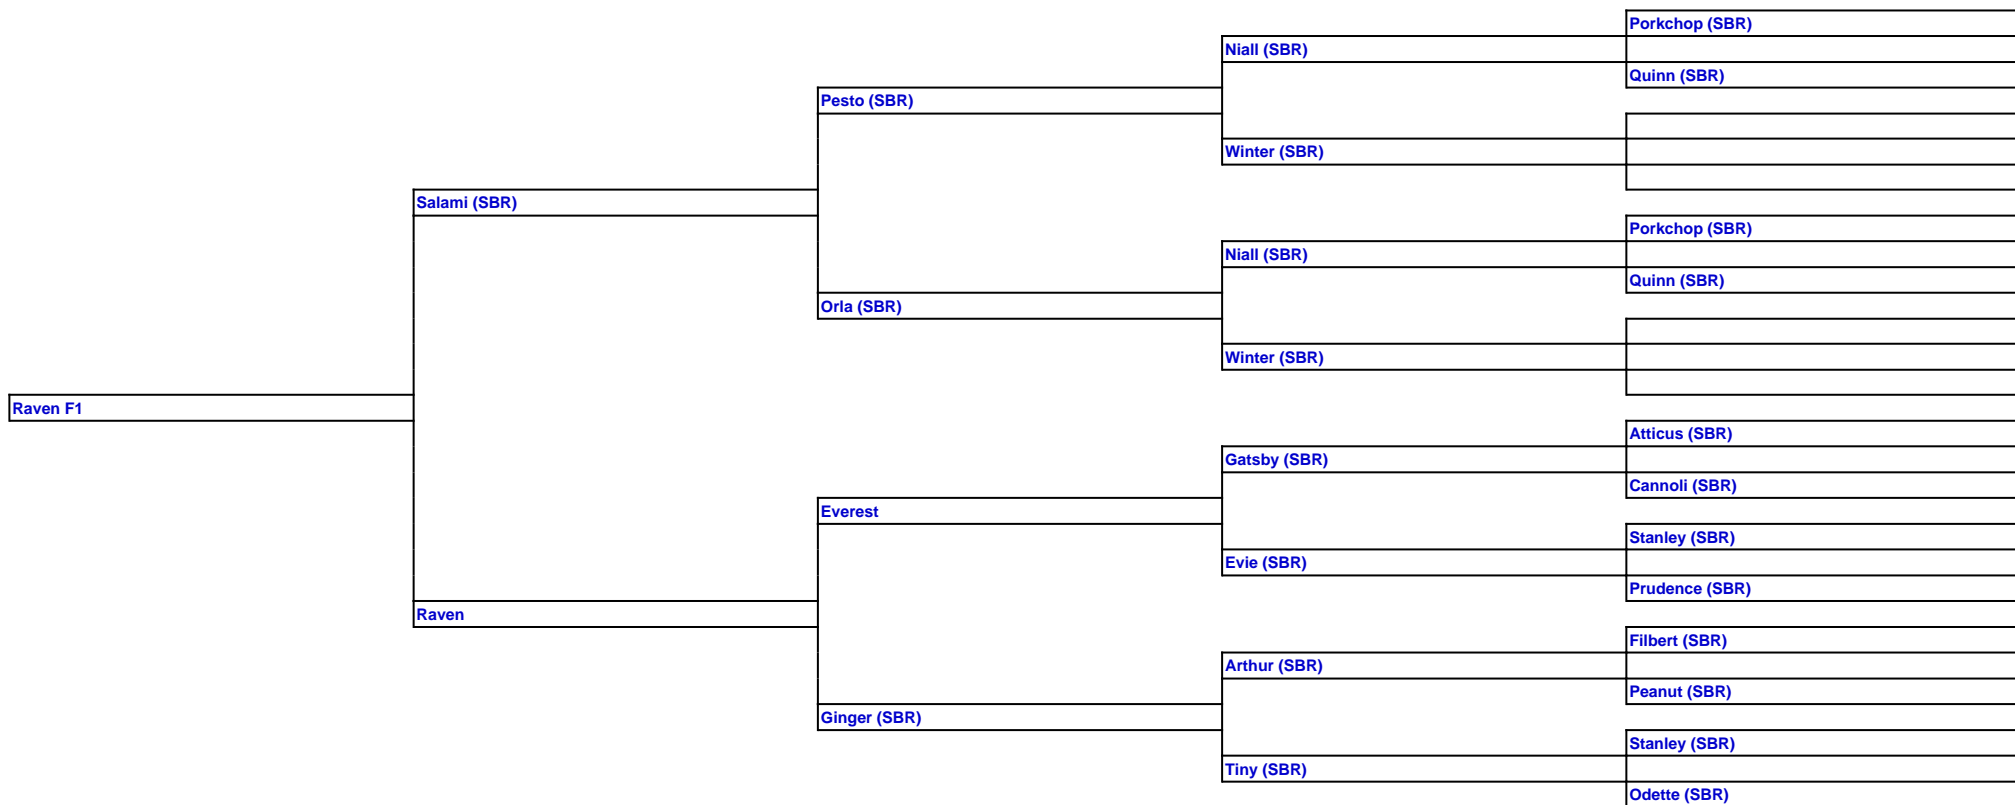 Porkchop (SBR)
Niall (SBR)
Quinn (SBR)
Pesto (SBR)
Winter (SBR)
Salami (SBR)
Porkchop (SBR)
Niall (SBR)
Quinn (SBR)
Orla (SBR)
Winter (SBR)
Raven F1
Atticus (SBR)
Gatsby (SBR)
Cannoli (SBR)
Everest
Stanley (SBR)
Evie (SBR)
Prudence (SBR)
Raven
Filbert (SBR)
Arthur (SBR)
Peanut (SBR)
Ginger (SBR)
Stanley (SBR)
Tiny (SBR)
Odette (SBR)